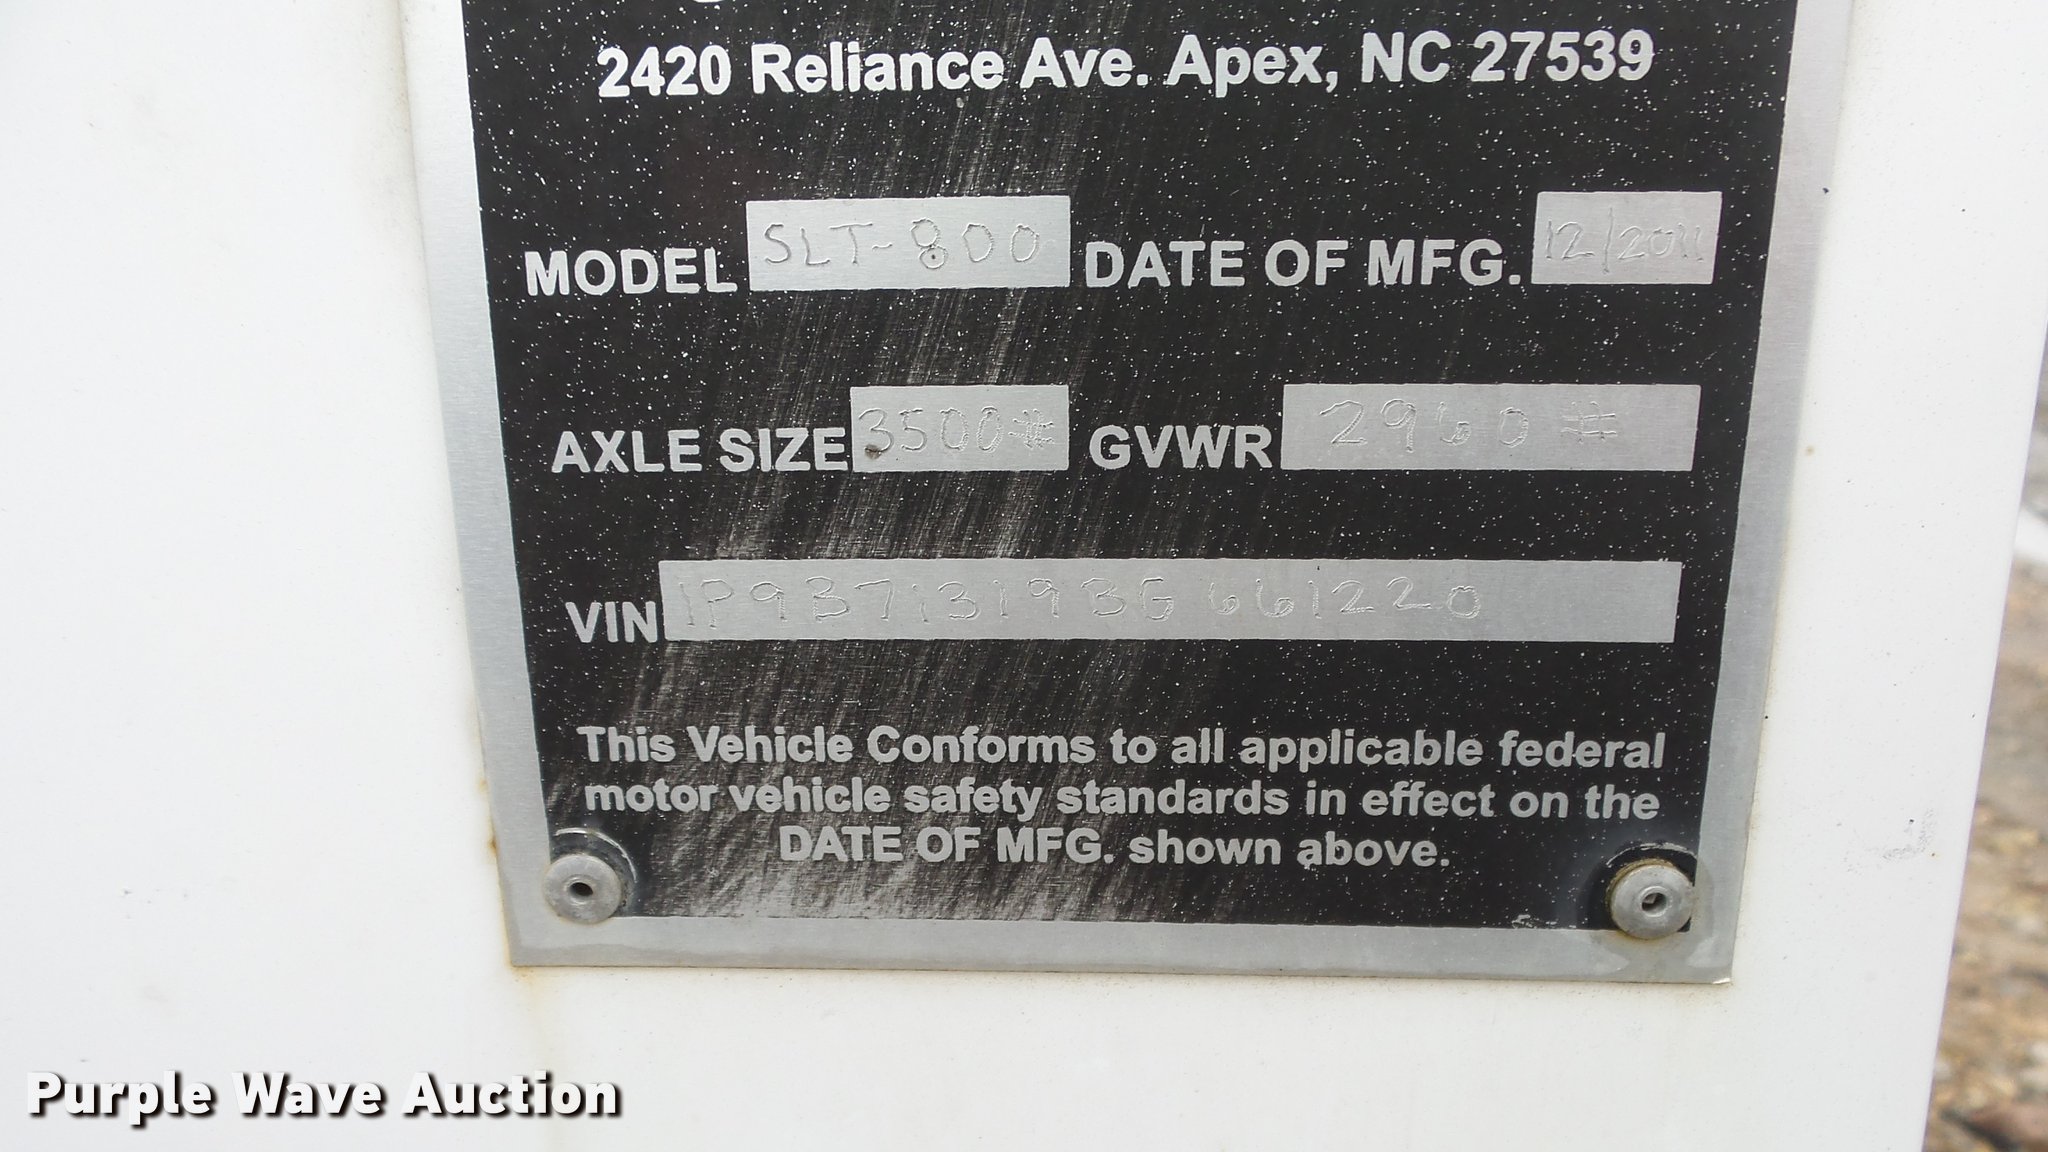 2420 Reliance Ave. Apex, NC 27539
MODEL SLT-800 DATE OF MFG. 12/2011
AXLE SIZE 3500# GVWR 2960#
VIN 1P9B71319BG661220
This Vehicle Conforms to all applicable federal
motor vehicle safety standards in effect on the
DATE OF MFG. shown above.
Purple Wave Auction